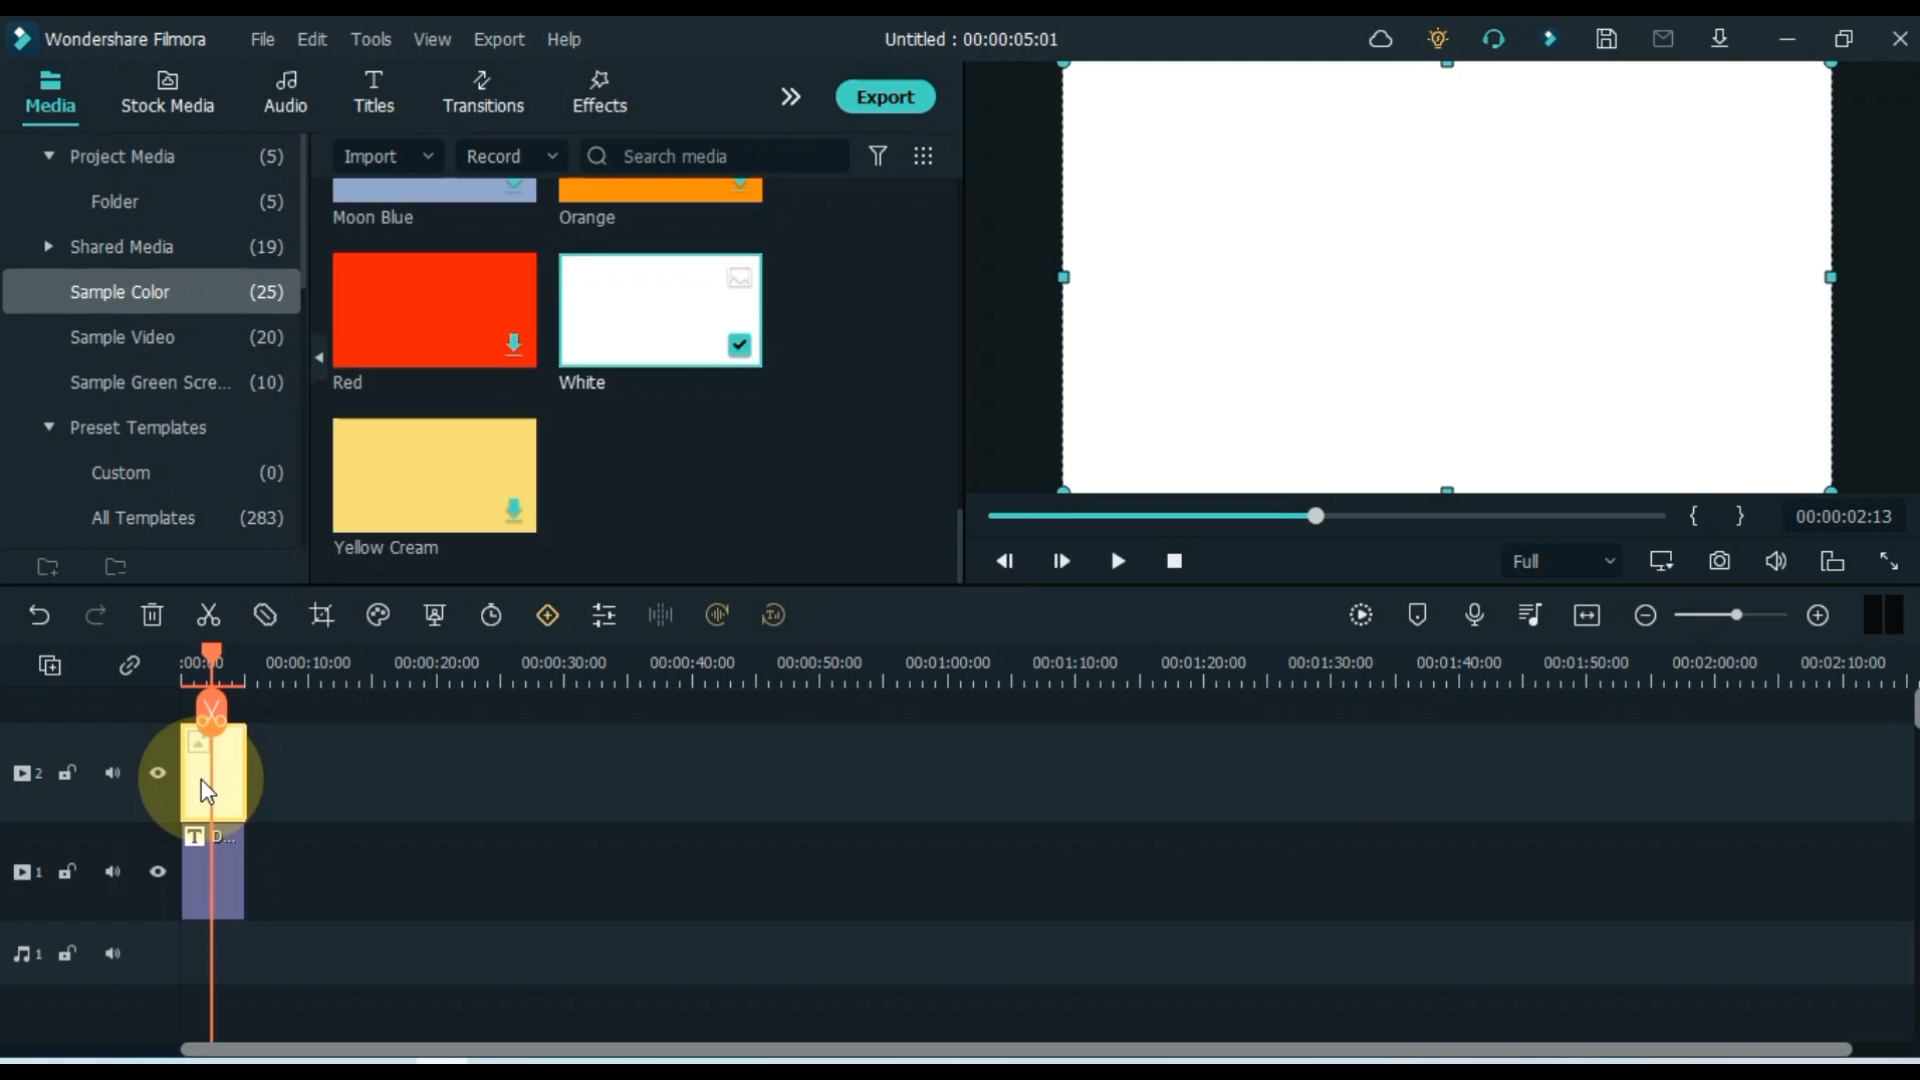 Wondershare Filmora File Edit Tools View Export Help Untitled : 00:00:05:01
Media Stock Media Audio Titles Transitions Effects Export
Project Media (5)
Folder (5)
Shared Media (19)
Sample Color (25)
Sample Video (20)
Sample Green Scre... (10)
Preset Templates
Custom (0)
All Templates (283)
Import Record Search media
Moon Blue Orange
Red White
Yellow Cream
{ } 00:00:02:13
Full
:00:00 00:00:10:00 00:00:20:00 00:00:30:00 00:00:40:00 00:00:50:00 00:01:00:00 00:01:10:00 00:01:20:00 00:01:30:00 00:01:40:00 00:01:50:00 00:02:00:00 00:02:10:00
2
T D...
1
1